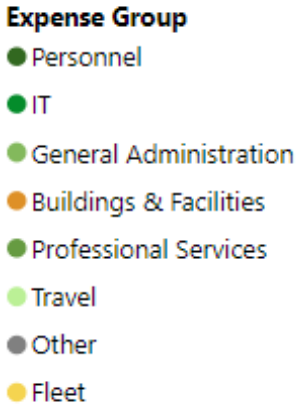 Expense Group
Personnel
IT
General Administration
Buildings & Facilities
Professional Services
Travel
Other
Fleet